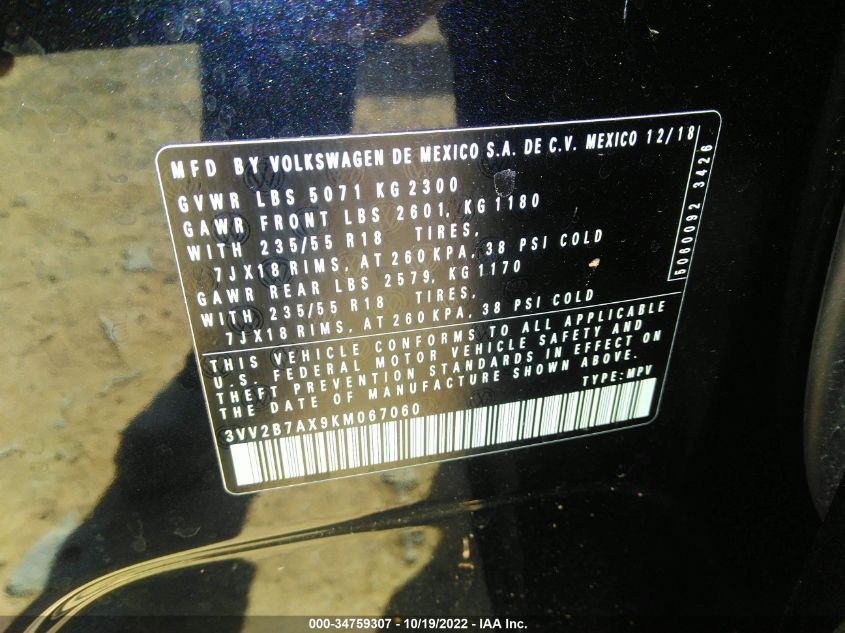 MFD BY VOLKSWAGEN DE MEXICO S.A. DE C.V. MEXICO 12/18
GVWR LBS 5071 KG 2300
GAWR FRONT LBS 2601, KG 1180
WITH 235/55 R18 TIRES,
7JX18 RIMS, AT 260 KPA, 38 PSI COLD
GAWR REAR LBS 2579, KG 1170
WITH 235/55 R18 TIRES,
7JX18 RIMS, AT 260 KPA, 38 PSI COLD
5080092 3426
THIS VEHICLE CONFORMS TO ALL APPLICABLE
U.S. FEDERAL MOTOR VEHICLE SAFETY AND
THEFT PREVENTION STANDARDS IN EFFECT ON
THE DATE OF MANUFACTURE SHOWN ABOVE.
TYPE: MPV
3VV2B7AX9KM067060
000-34759307 - 10/19/2022 - IAA Inc.